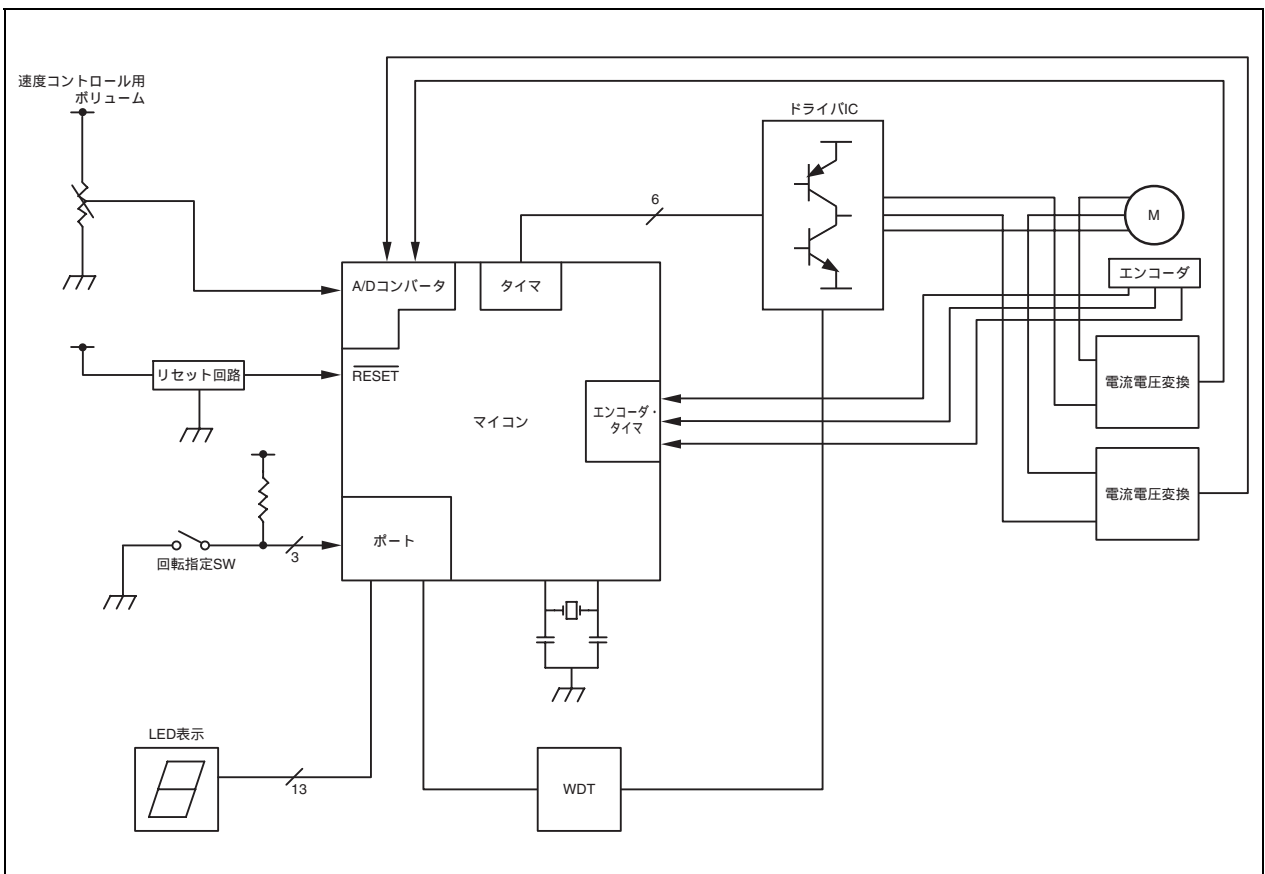 速度コントロール用
ボリューム
ドライバIC
6
M
エンコーダ
A/Dコンバータ
タイマ
リセット回路
RESET
マイコン
エンコーダ・
タイマ
電流電圧変換
電流電圧変換
ポート
回転指定SW
3
LED表示
13
WDT